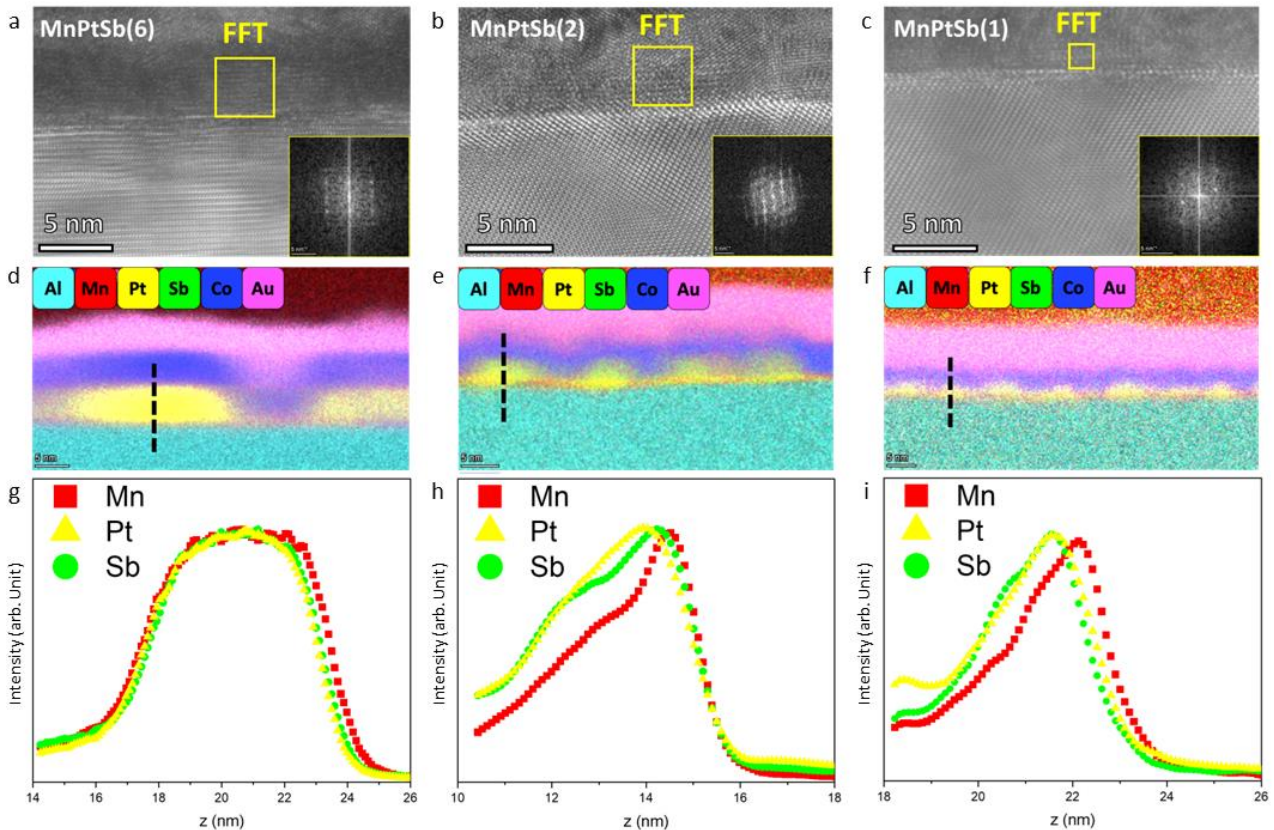 a
MnPtSb(6)
FFT
5 nm
b
MnPtSb(2)
FFT
5 nm
c
MnPtSb(1)
FFT
5 nm
d
Al Mn Pt Sb Co Au
5 nm
e
Al Mn Pt Sb Co Au
5 nm
f
Al Mn Pt Sb Co Au
5 nm
g
Mn
Pt
Sb
Intensity (arb. Unit)
14 16 18 20 22 24 26
z (nm)
h
Mn
Pt
Sb
Intensity (arb. Unit)
10 12 14 16 18
z (nm)
i
Mn
Pt
Sb
Intensity (arb. Unit)
18 20 22 24 26
z (nm)